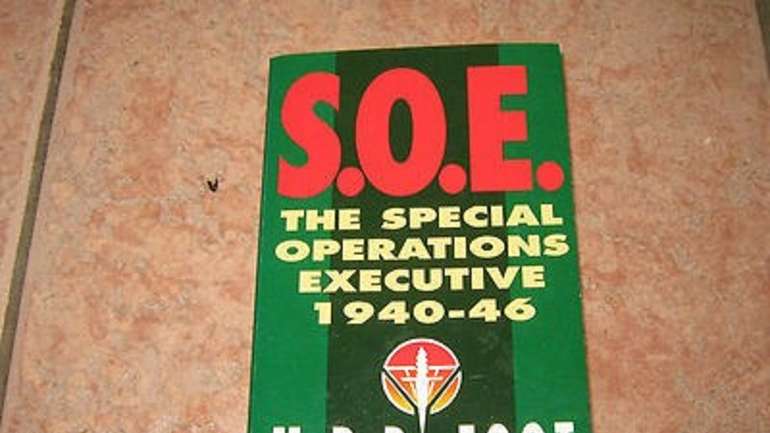 S.O.E.
THE SPECIAL
OPERATIONS
EXECUTIVE
1940-46